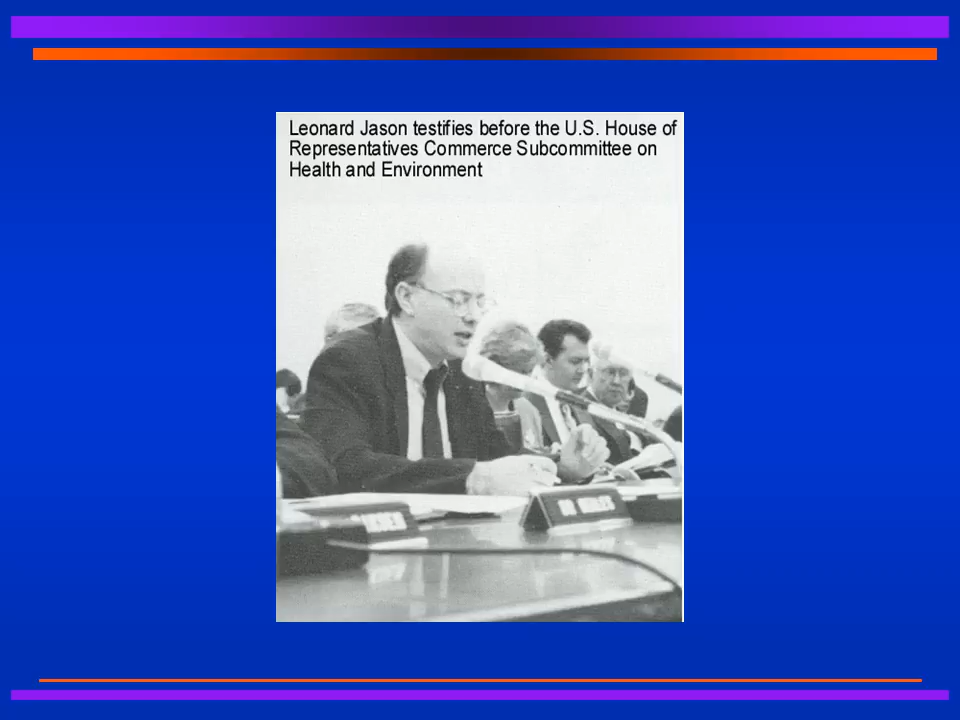 Leonard Jason testifies before the U.S. House of
Representatives Commerce Subcommittee on
Health and Environment